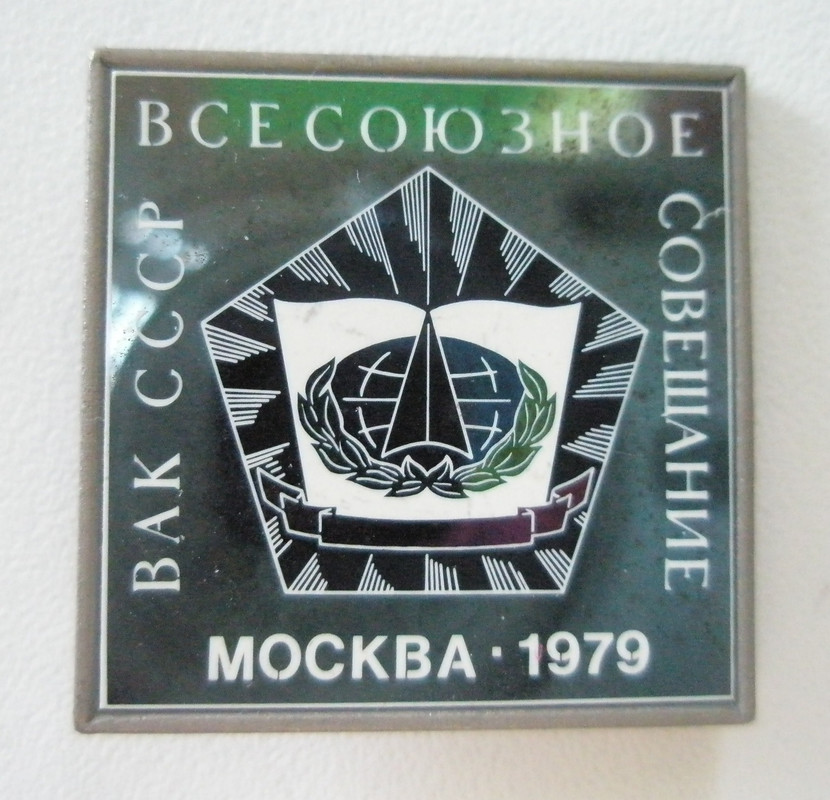 ВСЕСОЮЗНОЕ
СОВЕЩАНИЕ
ВАК СССР
МОСКВА · 1979